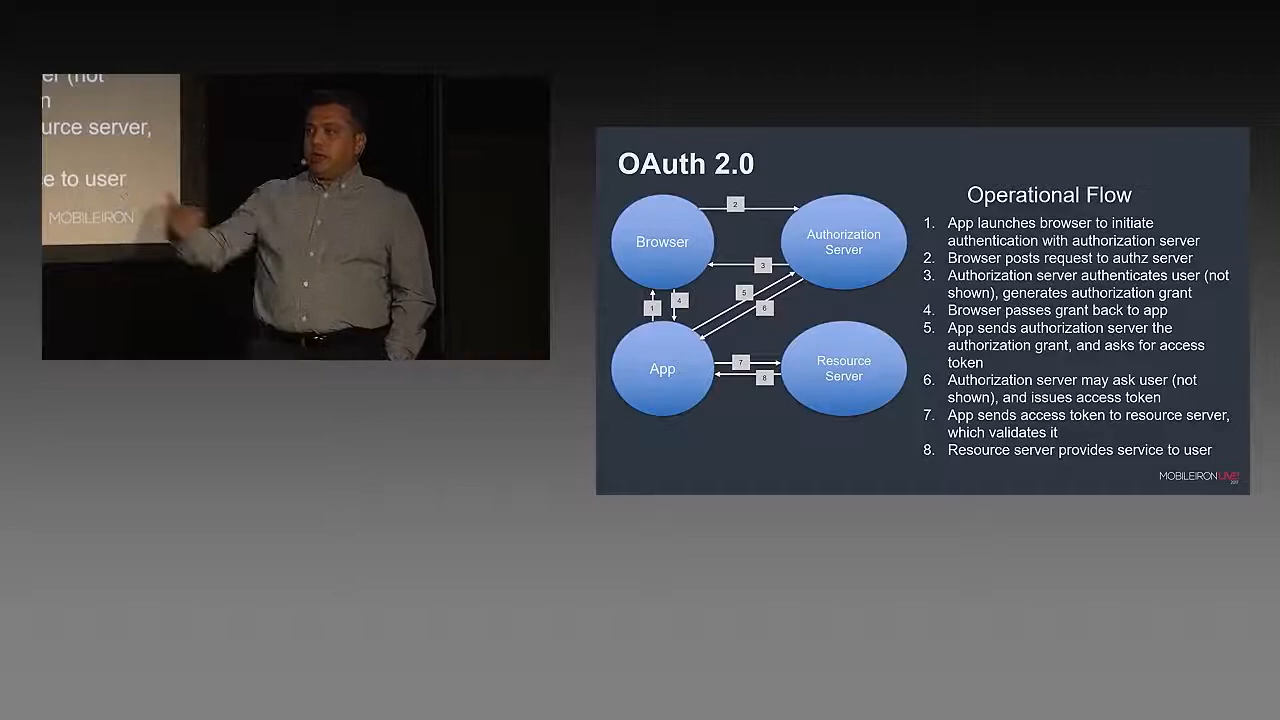 er (not
n
urce server,
e to user
MOBILEIRON
OAuth 2.0
Browser
2
Authorization
Server
3
1
4
5
6
App
7
8
Resource
Server
Operational Flow
1. App launches browser to initiate
authentication with authorization server
2. Browser posts request to authz server
3. Authorization server authenticates user (not
shown), generates authorization grant
4. Browser passes grant back to app
5. App sends authorization server the
authorization grant, and asks for access
token
6. Authorization server may ask user (not
shown), and issues access token
7. App sends access token to resource server,
which validates it
8. Resource server provides service to user
MOBILEIRON LIVE!
2017